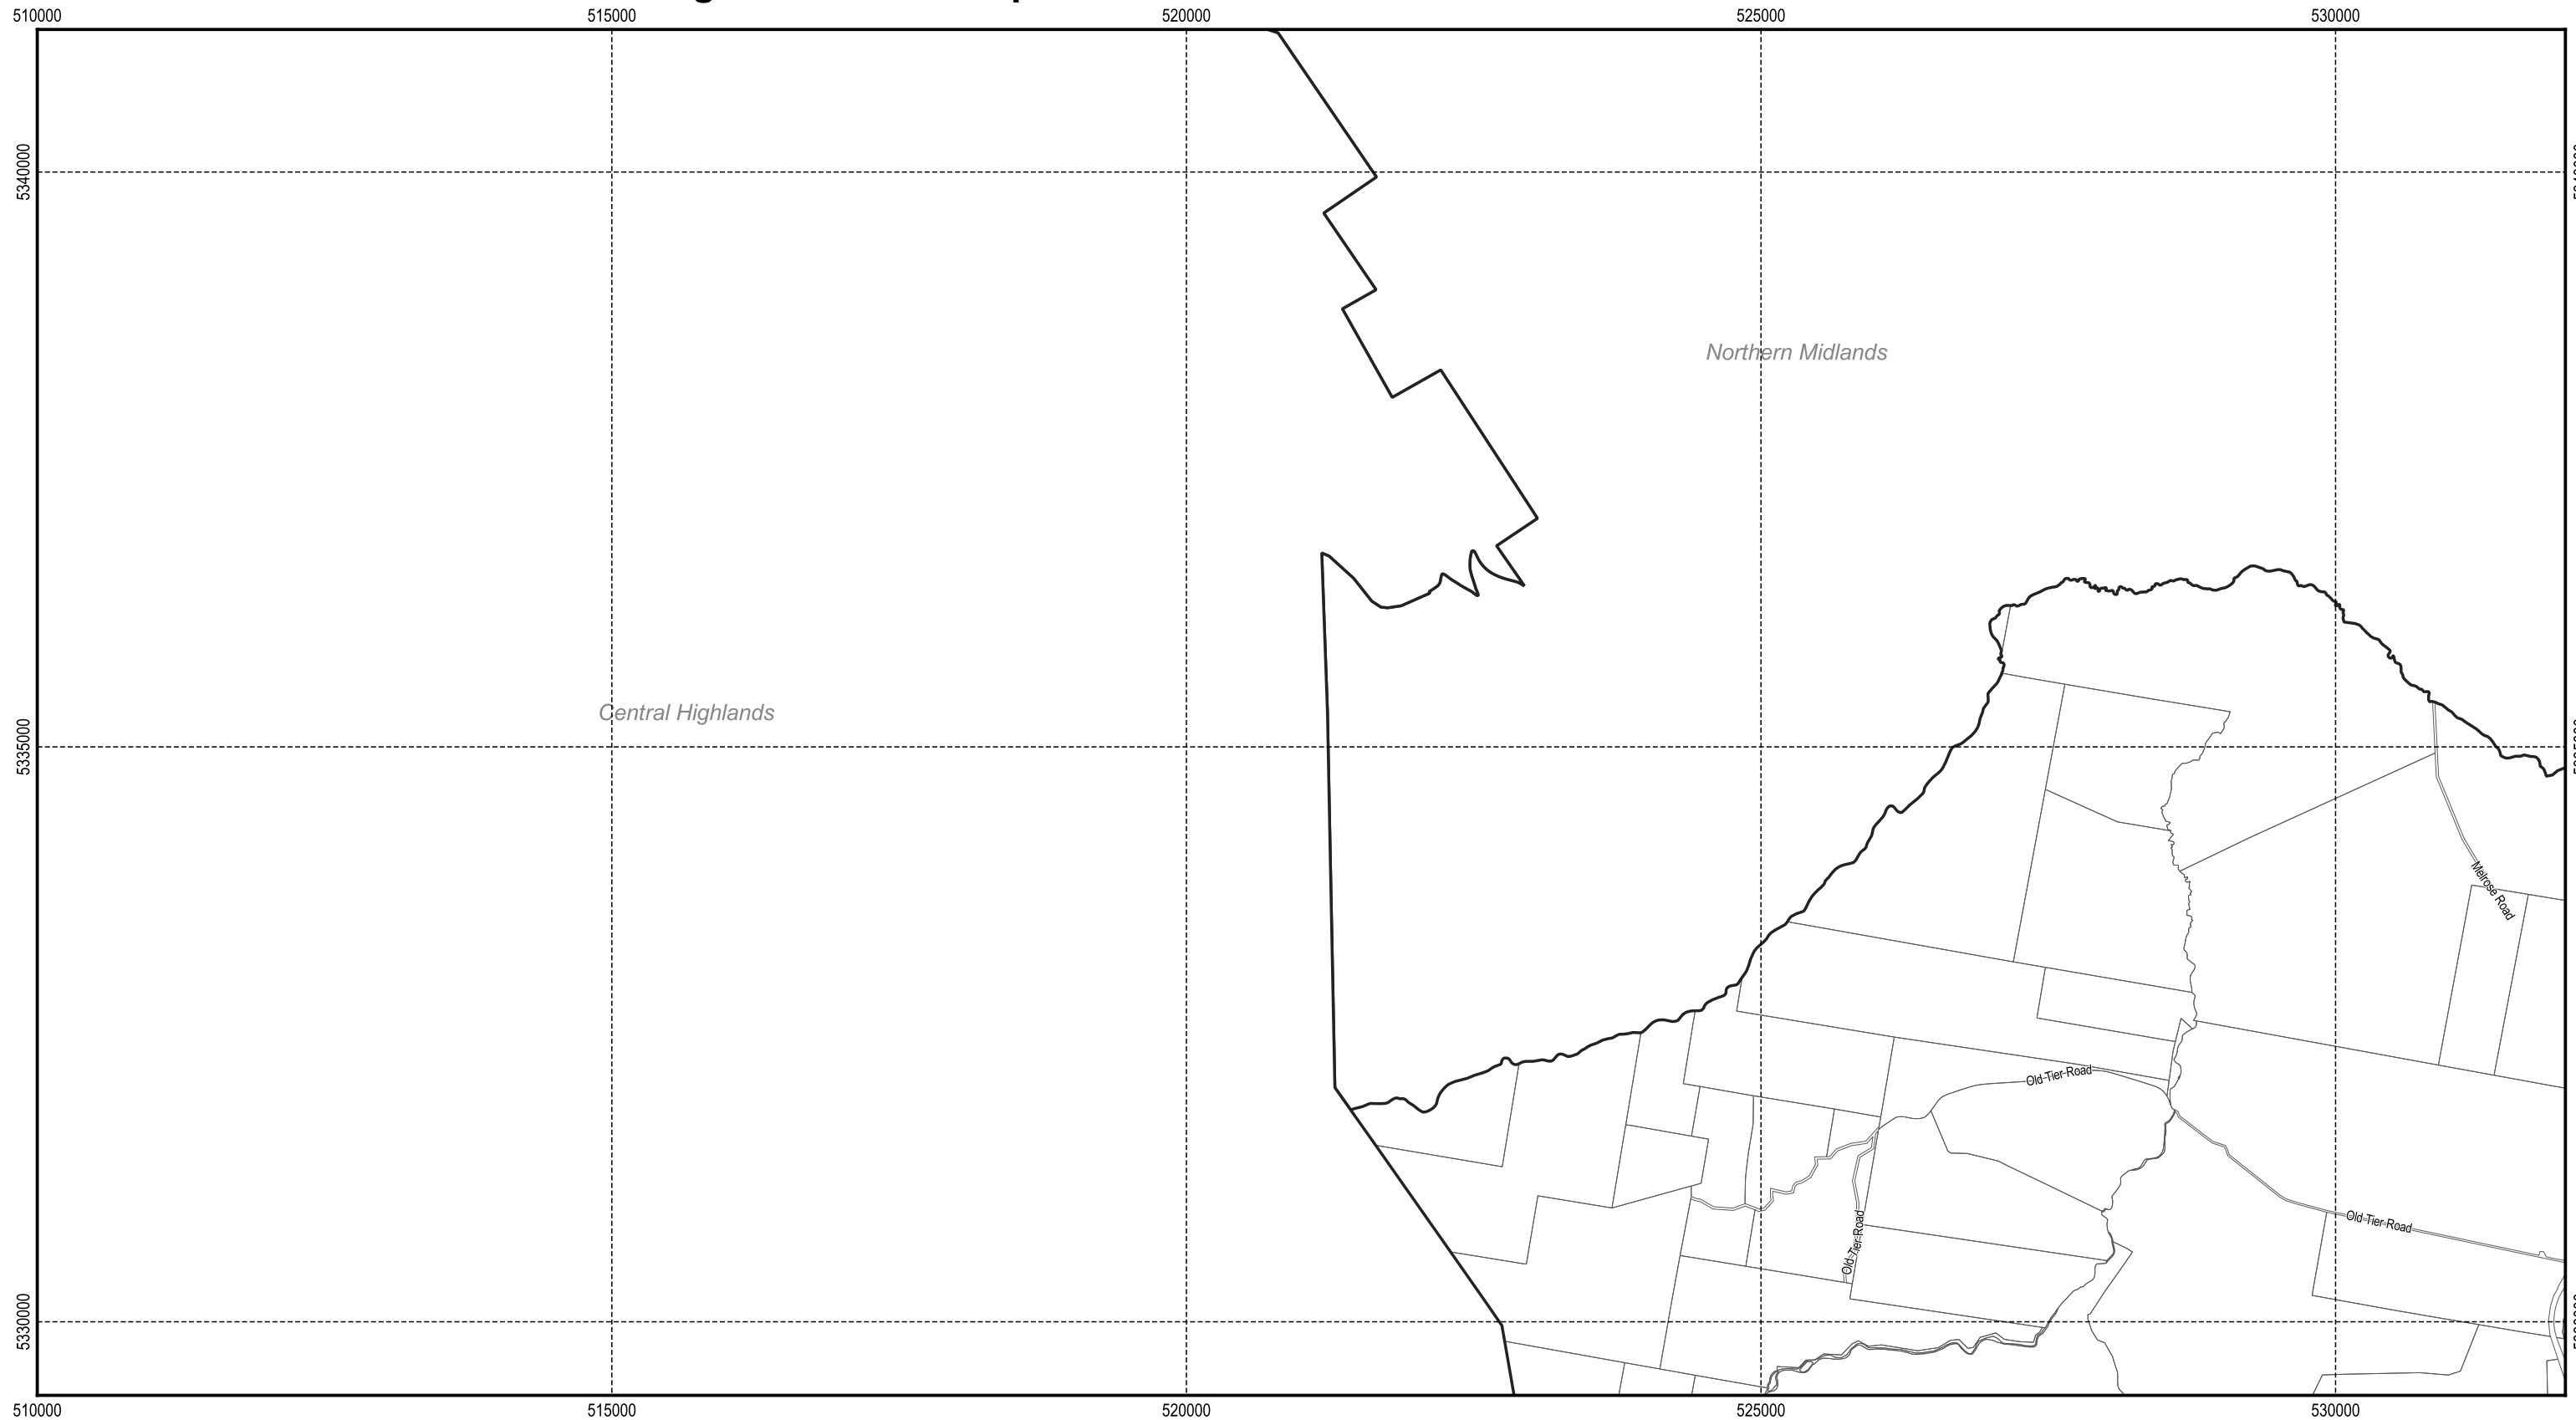 510000
515000
520000
525000
530000
5340000
Northern Midlands
Central Highlands
5335000
Melrose Road
Old Tier Road
Old Tier Road
Old Tier Road
5330000
510000
515000
520000
525000
530000